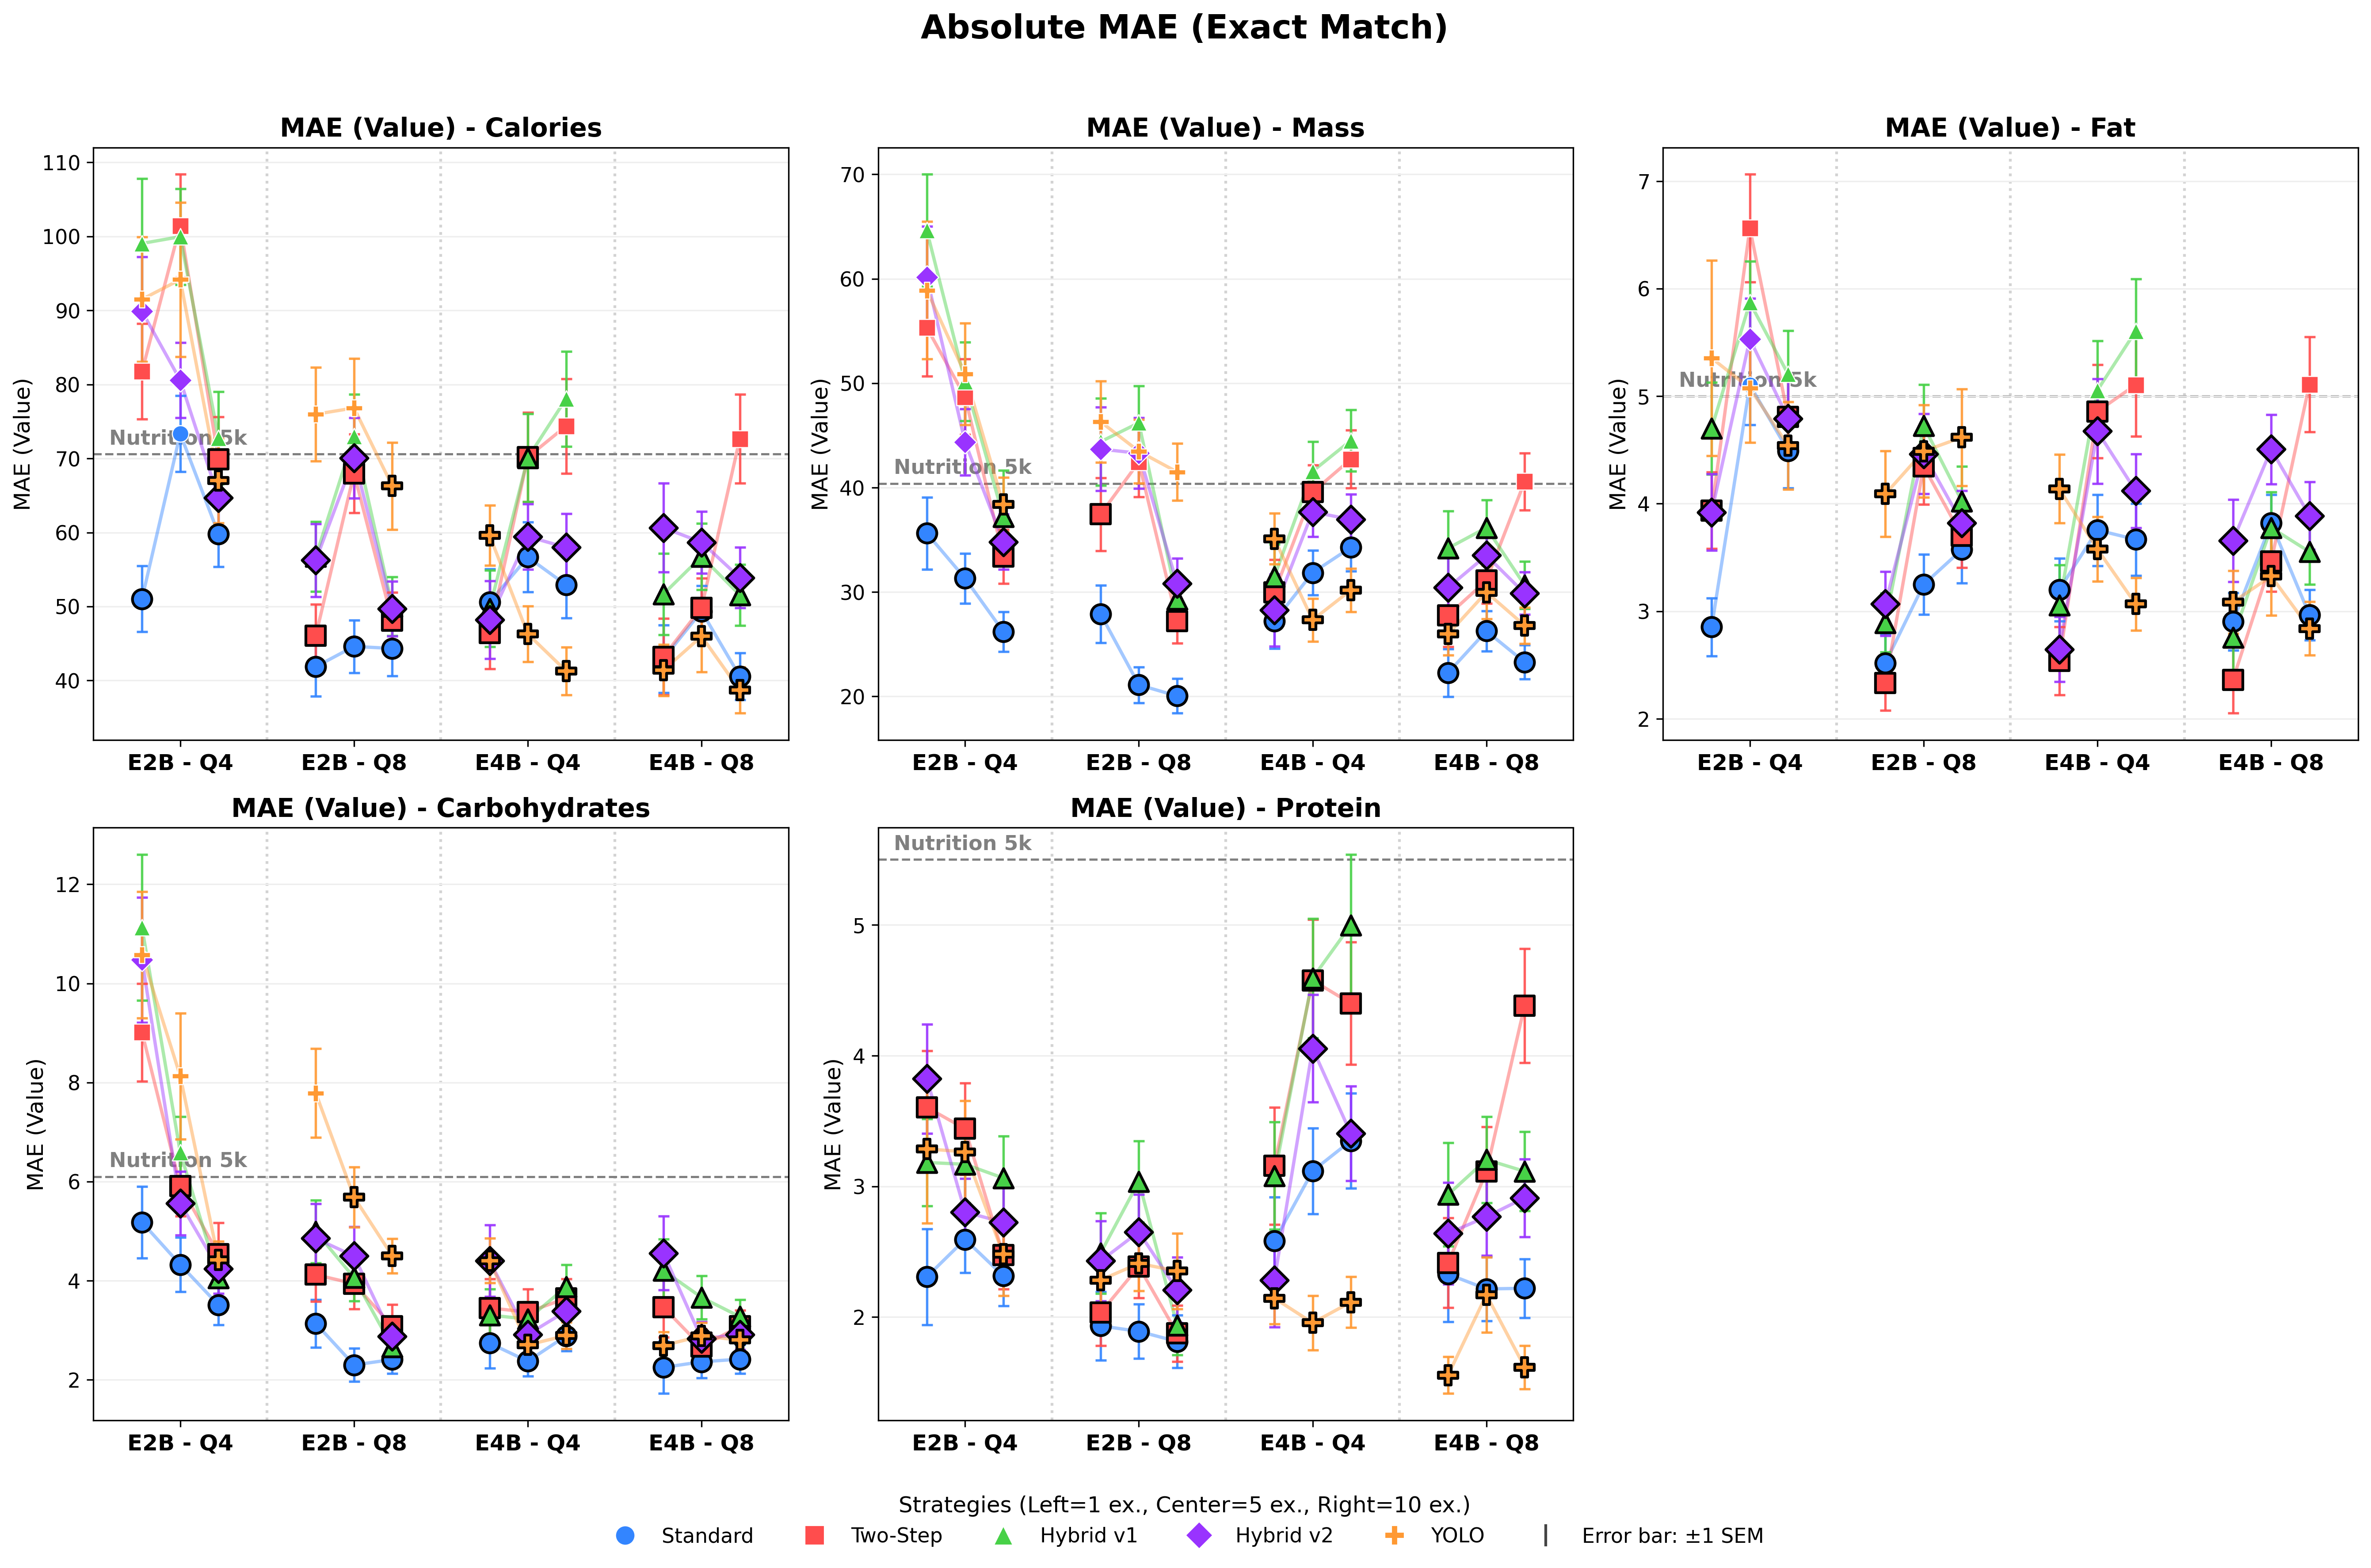 Absolute MAE (Exact Match)
MAE (Value) - Calories
MAE (Value)
110
100
90
80
70
60
50
40
Nutrition 5k
E2B - Q4
E2B - Q8
E4B - Q4
E4B - Q8
MAE (Value) - Mass
MAE (Value)
70
60
50
40
30
20
Nutrition 5k
E2B - Q4
E2B - Q8
E4B - Q4
E4B - Q8
MAE (Value) - Fat
MAE (Value)
7
6
5
4
3
2
Nutrition 5k
E2B - Q4
E2B - Q8
E4B - Q4
E4B - Q8
MAE (Value) - Carbohydrates
MAE (Value)
12
10
8
6
4
2
Nutrition 5k
E2B - Q4
E2B - Q8
E4B - Q4
E4B - Q8
MAE (Value) - Protein
MAE (Value)
5
4
3
2
Nutrition 5k
E2B - Q4
E2B - Q8
E4B - Q4
E4B - Q8
Strategies (Left=1 ex., Center=5 ex., Right=10 ex.)
Standard Two-Step Hybrid v1 Hybrid v2 YOLO Error bar: ±1 SEM